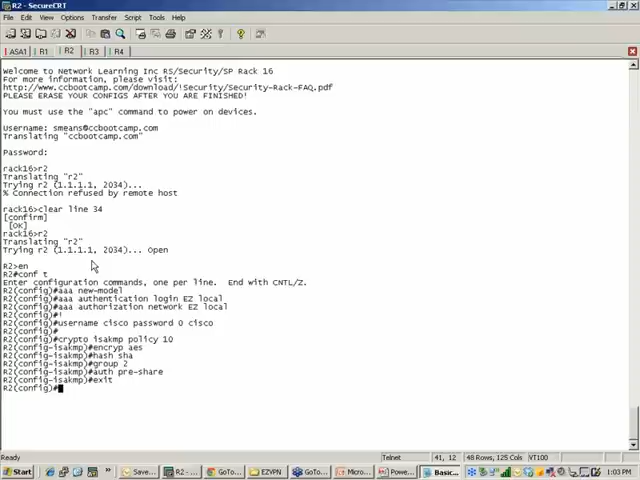 R2 - SecureCRT
File Edit View Options Transfer Script Tools Help
ASA1 R1 R2 R3 R4
Welcome to Network Learning Inc RS/Security/SP Rack 16
For more information, please visit:
http://www.ccbootcamp.com/download/!Security/Security-Rack-FAQ.pdf
PLEASE ERASE YOUR CONFIGS AFTER YOU ARE FINISHED!
You must use the "apc" command to power on devices.
Username: smeans@ccbootcamp.com
Translating "ccbootcamp.com"
Password:
rack16>r2
Translating "r2"
Trying r2 (1.1.1.1, 2034)...
% Connection refused by remote host
rack16>clear line 34
[confirm]
[OK]
rack16>r2
Translating "r2"
Trying r2 (1.1.1.1, 2034)... Open
R2>en
R2#conf t
Enter configuration commands, one per line. End with CNTL/Z.
R2(config)#aaa new-model
R2(config)#aaa authentication login EZ local
R2(config)#aaa authorization network EZ local
R2(config)#!
R2(config)#username cisco password 0 cisco
R2(config)#
R2(config)#crypto isakmp policy 10
R2(config-isakmp)#encryp aes
R2(config-isakmp)#hash sha
R2(config-isakmp)#group 2
R2(config-isakmp)#auth pre-share
R2(config-isakmp)#exit
R2(config)#
Ready Telnet 41, 12 48 Rows, 125 Cols VT100
Start Save... R2 - ... GoTo... EZVPN GoTo... Micro... Power... Basic... 1:03 PM